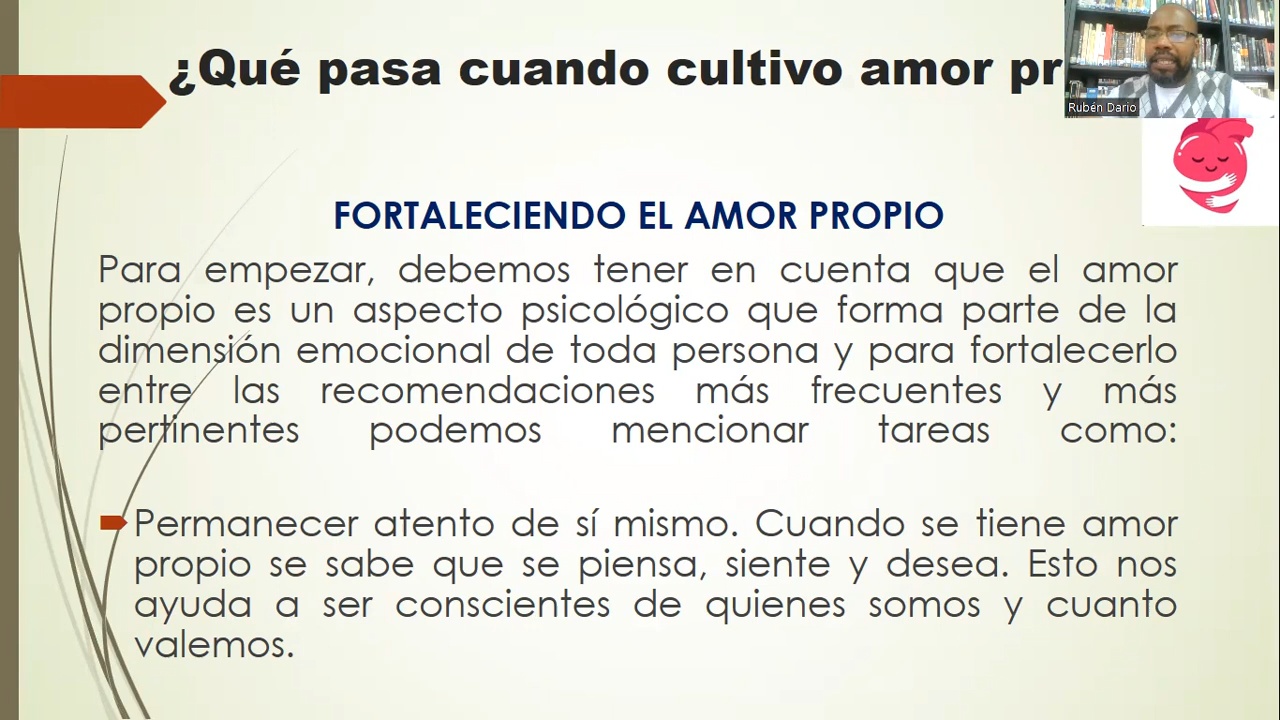 ¿Qué pasa cuando cultivo amor pr
Rubén Dario
FORTALECIENDO EL AMOR PROPIO
Para empezar, debemos tener en cuenta que el amor
propio es un aspecto psicológico que forma parte de la
dimensión emocional de toda persona y para fortalecerlo
entre las recomendaciones más frecuentes y más
pertinentes podemos mencionar tareas como:
Permanecer atento de sí mismo. Cuando se tiene amor
propio se sabe que se piensa, siente y desea. Esto nos
ayuda a ser conscientes de quienes somos y cuanto
valemos.